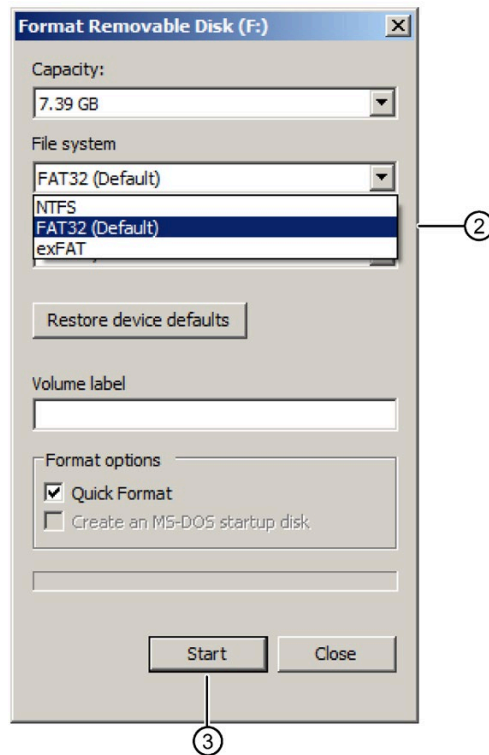 Format Removable Disk (F:)
Capacity:
7.39 GB
File system
FAT32 (Default)
NTFS
FAT32 (Default)
exFAT
2
Restore device defaults
Volume label
Format options
Quick Format
Create an MS-DOS startup disk
Start Close
3